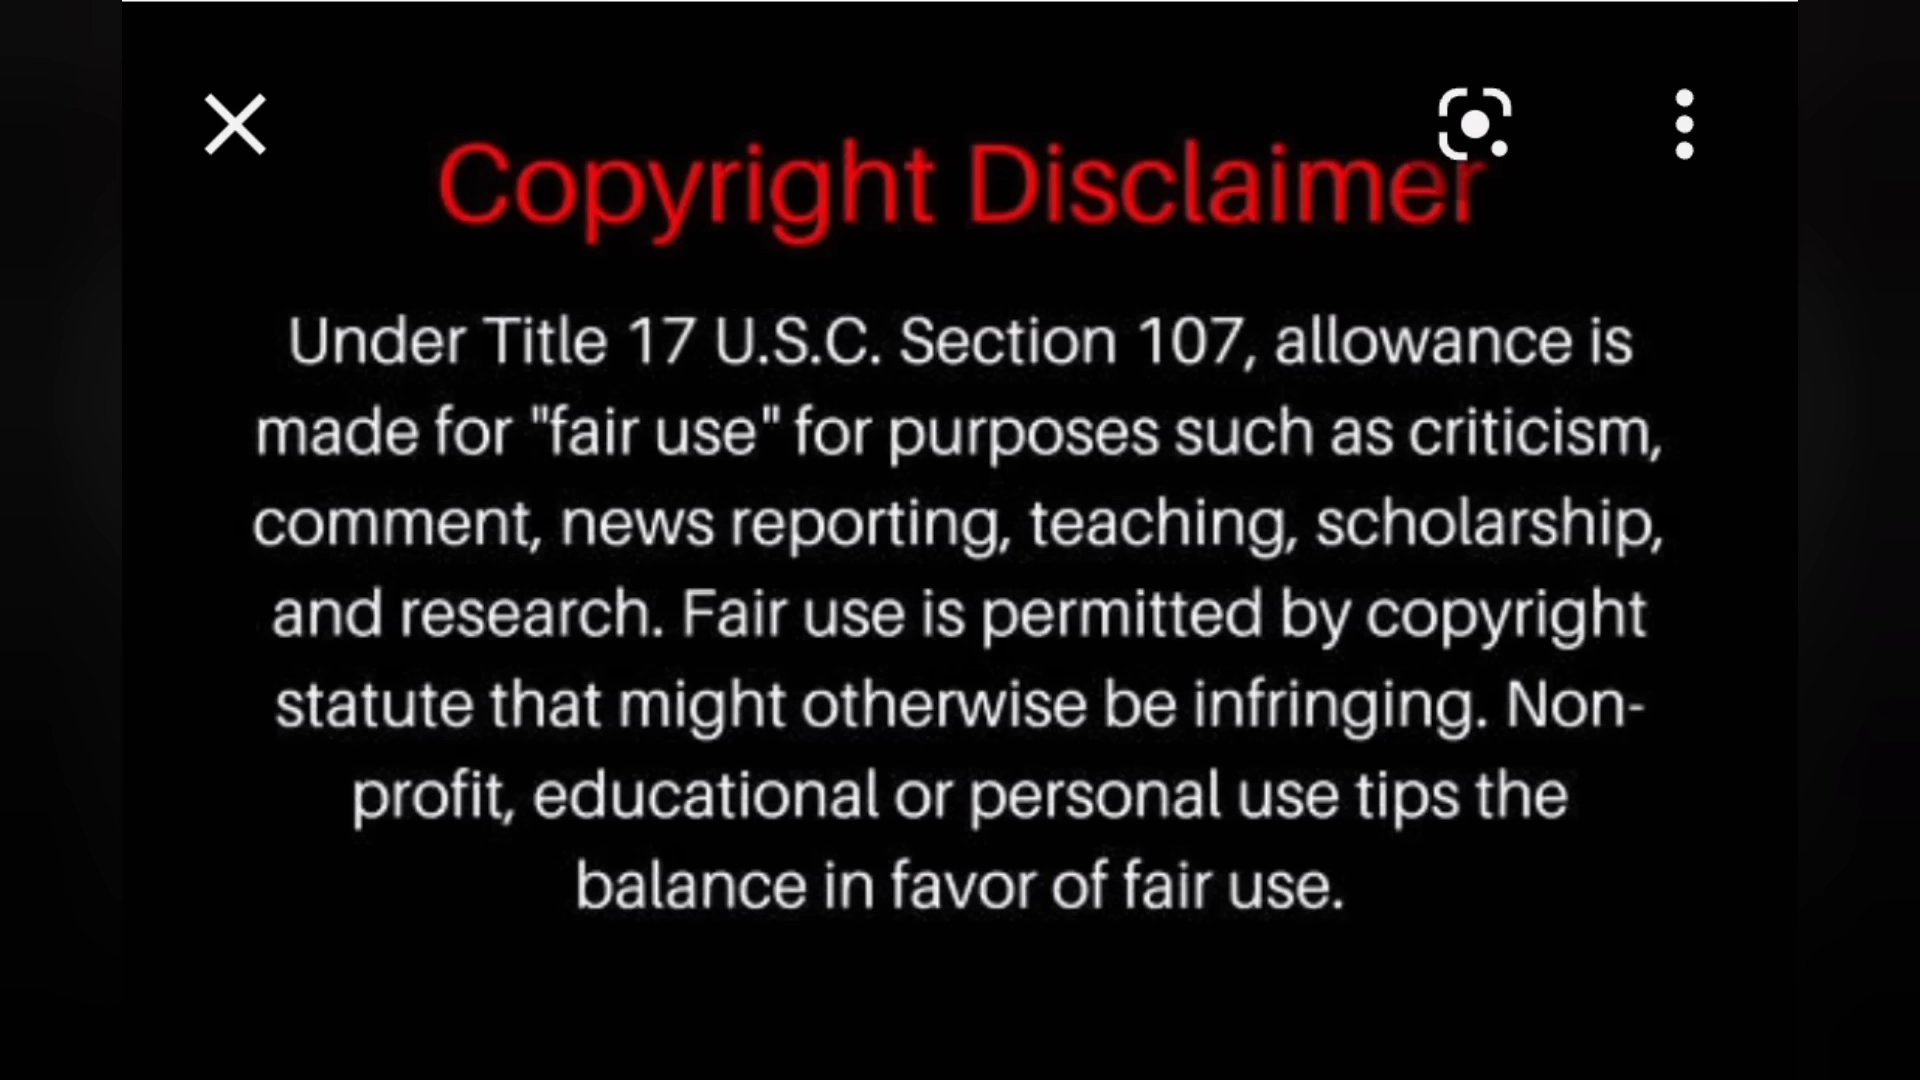 Copyright Disclaimer
Under Title 17 U.S.C. Section 107, allowance is
made for "fair use" for purposes such as criticism,
comment, news reporting, teaching, scholarship,
and research. Fair use is permitted by copyright
statute that might otherwise be infringing. Non-
profit, educational or personal use tips the
balance in favor of fair use.